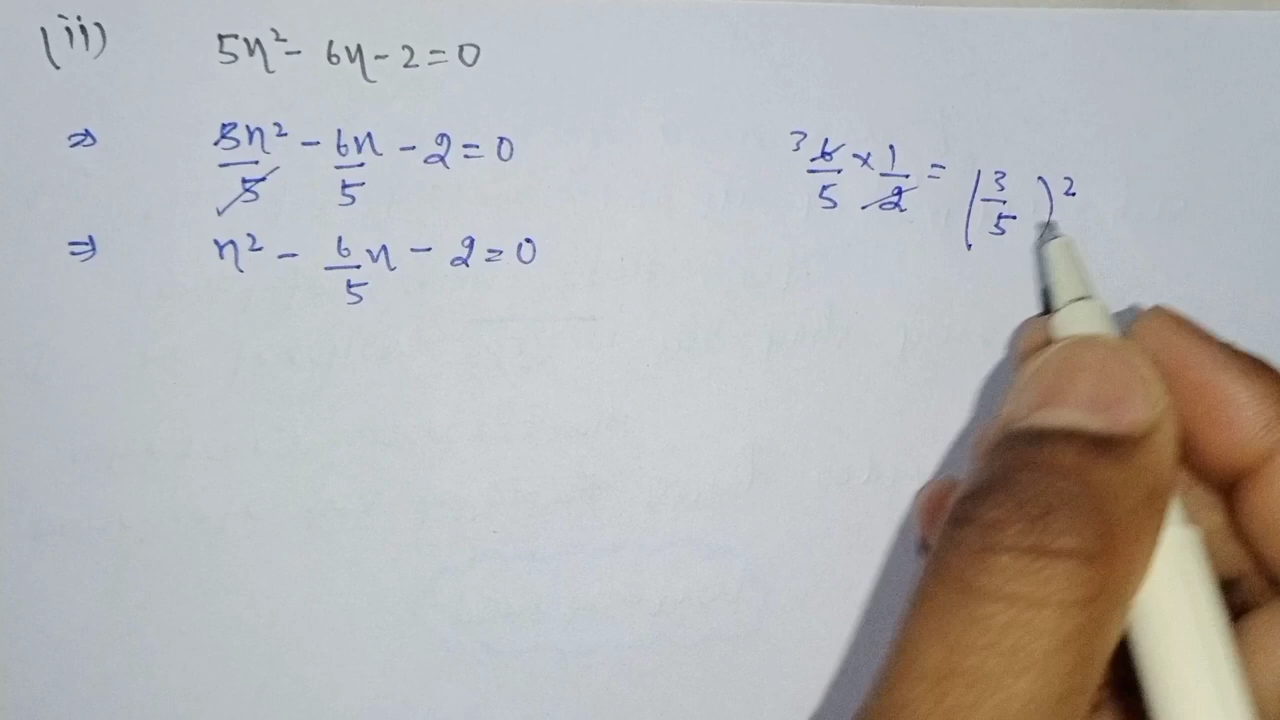 (ii) 5x² - 6x - 2 = 0
⇒ 5x²/5 - 6x/5 - 2 = 0
3 6/5 × 1/2 = (3/5)²
⇒ x² - 6/5 x - 2 = 0